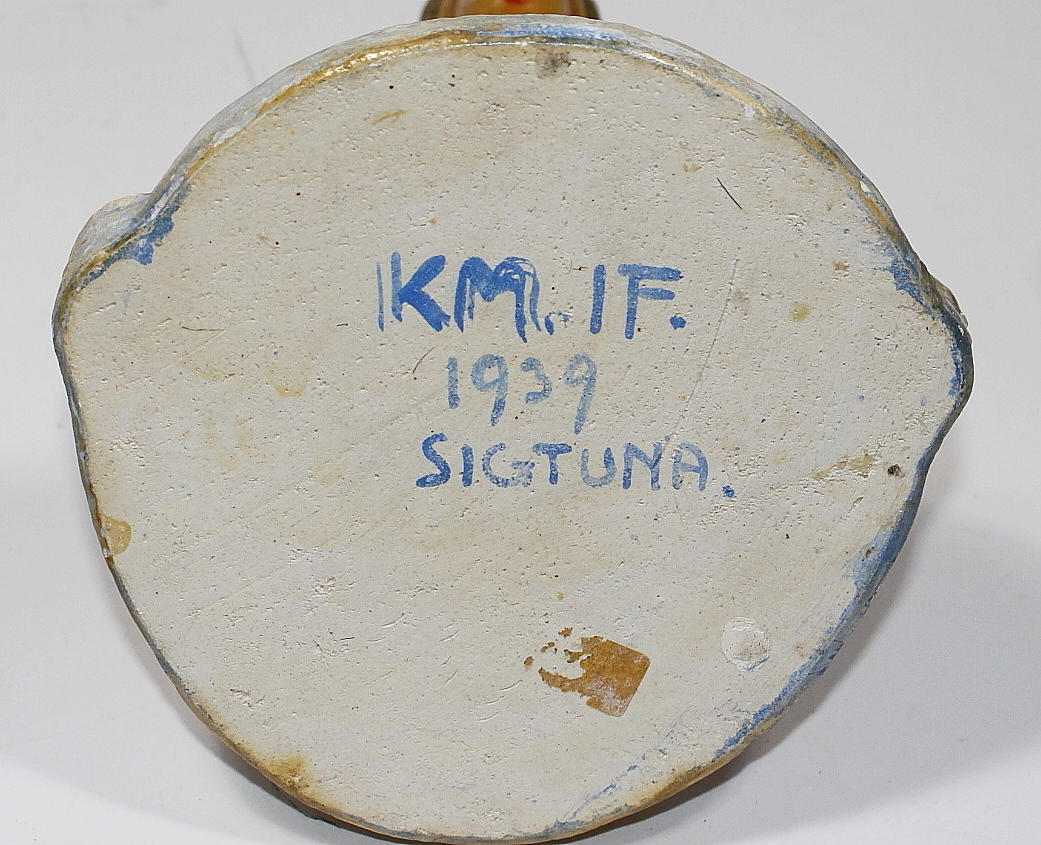 KM. IF.
1939
SIGTUNA.